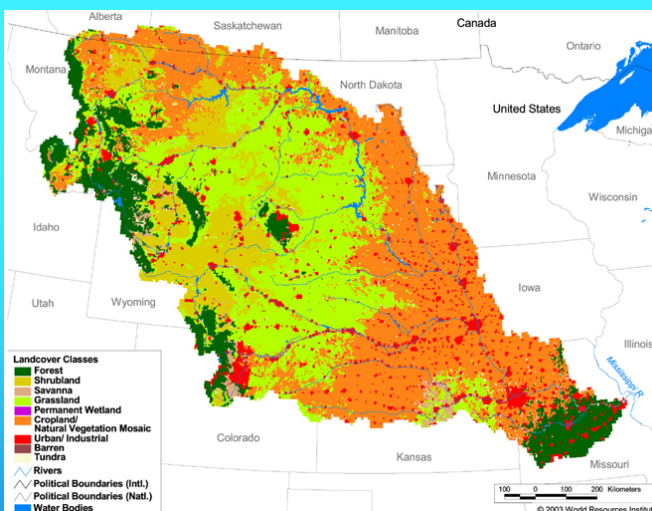 Alberta
Saskatchewan
Manitoba
Canada
Ontario
Montana
North Dakota
United States
Michiga
Minnesota
Wisconsin
Idaho
Iowa
Utah
Wyoming
Illinois
Mississippi R
Landcover Classes
Forest
Shrubland
Savanna
Grassland
Permanent Wetland
Cropland/
Natural Vegetation Mosaic
Urban/ Industrial
Barren
Tundra
Rivers
Political Boundaries (Intl.)
Political Boundaries (Natl.)
Water Bodies
Colorado
Kansas
Missouri
100 0 100 200 Kilometers
© 2003 World Resources Institut